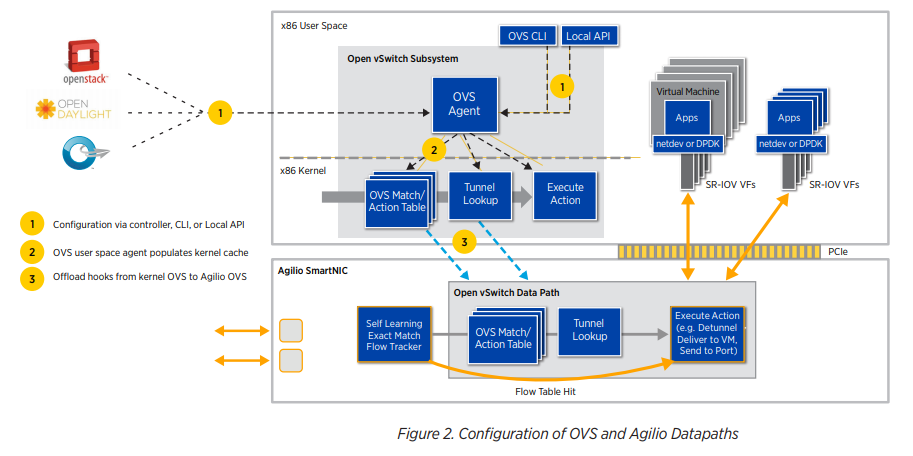 x86 User Space
OVS CLI
Local API
Open vSwitch Subsystem
openstack™
OPEN
DAYLIGHT
1
1
OVS
Agent
2
Virtual Machine
Apps
netdev or DPDK
Apps
netdev or DPDK
x86 Kernel
OVS Match/
Action Table
Tunnel
Lookup
Execute
Action
SR-IOV VFs
SR-IOV VFs
1 Configuration via controller, CLI, or Local API
2 OVS user space agent populates kernel cache
3 Offload hooks from kernel OVS to Agilio OVS
3
PCIe
Agilio SmartNIC
Open vSwitch Data Path
Self Learning
Exact Match
Flow Tracker
OVS Match/
Action Table
Tunnel
Lookup
Execute Action
(e.g. Detunnel
Deliver to VM,
Send to Port)
Flow Table Hit
Figure 2. Configuration of OVS and Agilio Datapaths